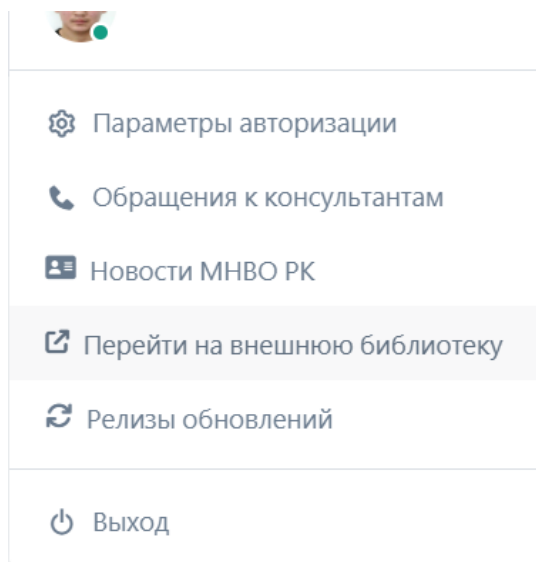 Параметры авторизации
Обращения к консультантам
Новости МНВО РК
Перейти на внешнюю библиотеку
Релизы обновлений
Выход